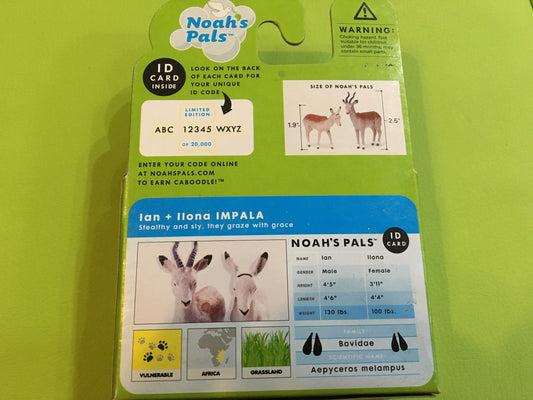 Noah's
Pals™
WARNING:
Choking hazard. Not
suitable for children
under 36 months; may
contain small parts.
ID
CARD
INSIDE
LOOK ON THE BACK
OF EACH CARD FOR
YOUR UNIQUE
ID CODE
LIMITED
EDITION
ABC 12345 WXYZ
OF 20,000
ENTER YOUR CODE ONLINE
AT NOAHSPALS.COM
TO EARN CABOODLE!™
SIZE OF NOAH'S PALS
1.9"
2.5"
Ian + Ilona IMPALA
Stealthy and sly, they graze with grace
NOAH'S PALS™
ID
CARD
NAME Ian Ilona
GENDER Male Female
HEIGHT 4'5" 3'11"
LENGTH 4'6" 4'4"
WEIGHT 130 lbs. 100 lbs.
FAMILY
Bovidae
SCIENTIFIC NAME
Aepyceros melampus
VULNERABLE
AFRICA
GRASSLAND